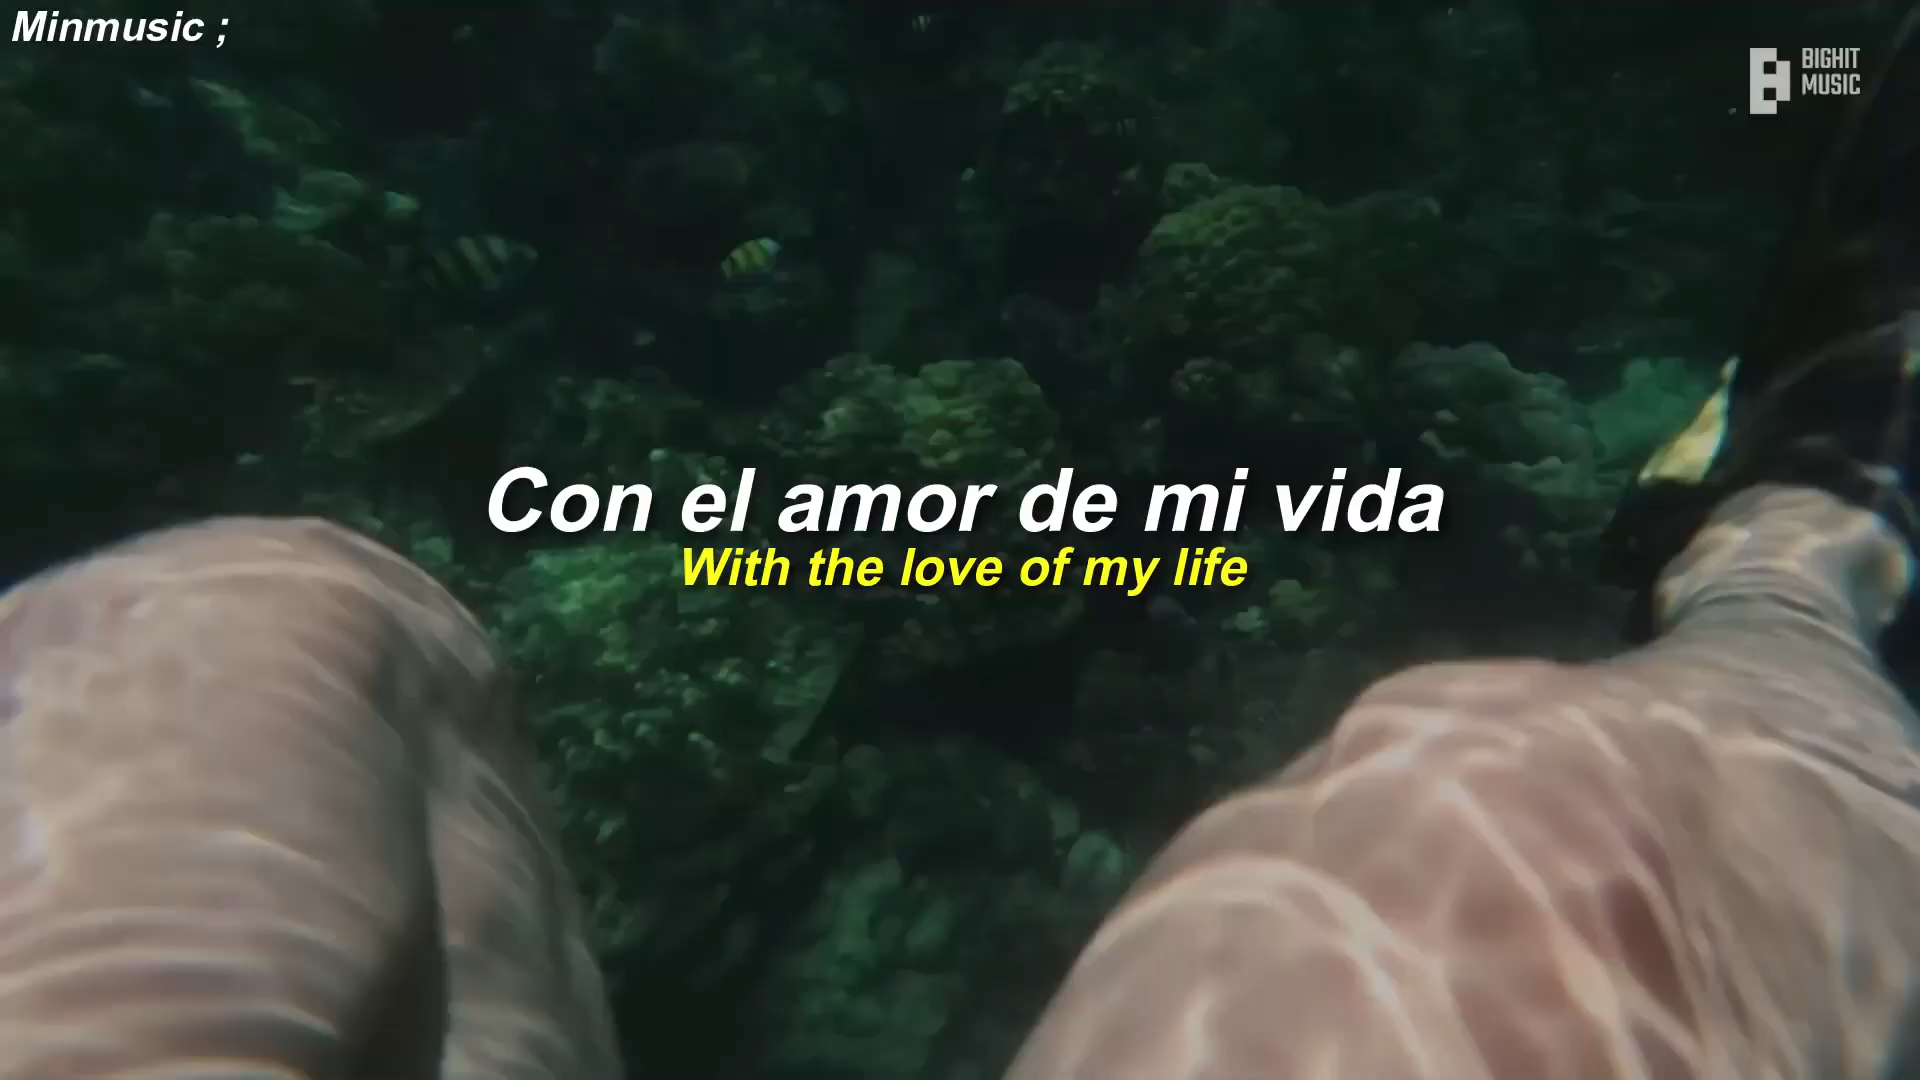 Minmusic ;
BIGHIT
MUSIC
Con el amor de mi vida
With the love of my life